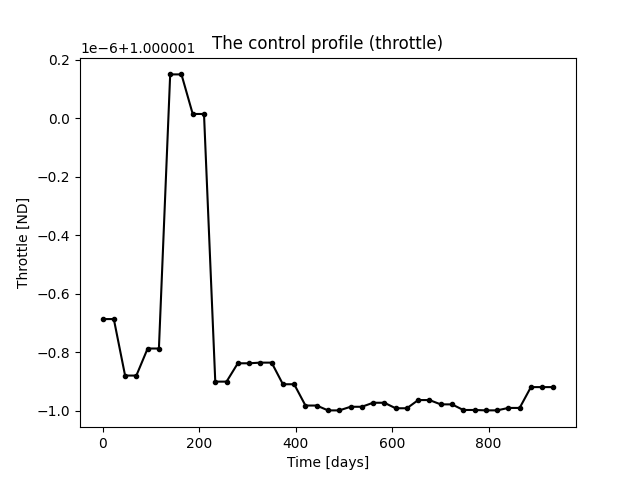 The control profile (throttle)
1e−6+1.000001
0.2
0.0
−0.2
−0.4
−0.6
−0.8
−1.0
Throttle [ND]
0 200 400 600 800
Time [days]